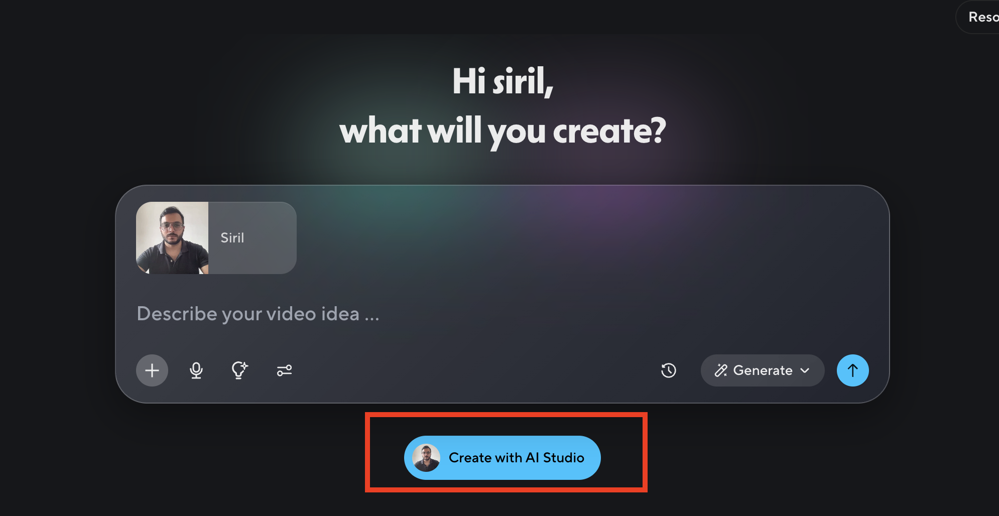 Reso
Hi siril,
what will you create?
Siril
Describe your video idea ...
Generate
Create with AI Studio